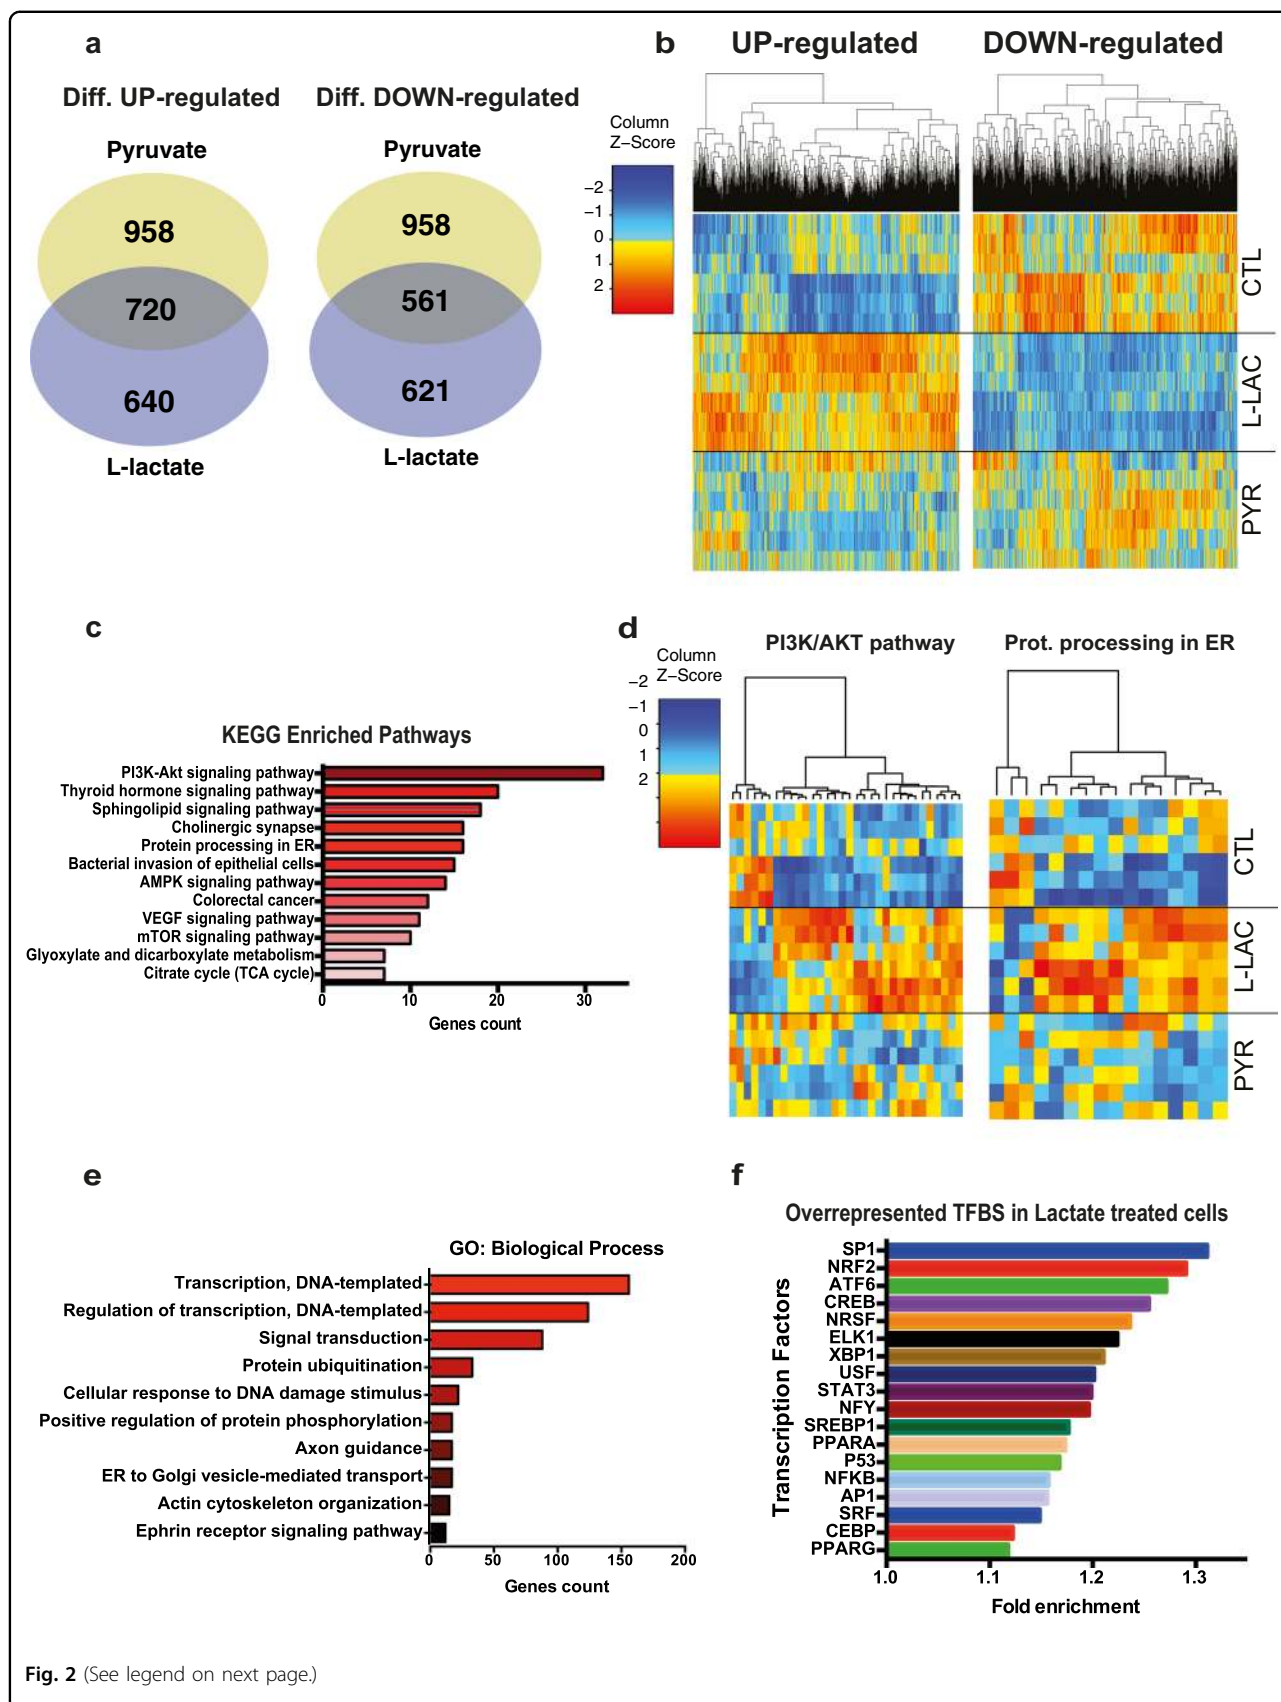 a
Diff. UP-regulated
Diff. DOWN-regulated
Pyruvate
Pyruvate
958
958
720
561
640
621
L-lactate
L-lactate
b
UP-regulated
DOWN-regulated
Column
Z−Score
−2
−1
0
1
2
CTL
L-LAC
PYR
c
KEGG Enriched Pathways
PI3K-Akt signaling pathway
Thyroid hormone signaling pathway
Sphingolipid signaling pathway
Cholinergic synapse
Protein processing in ER
Bacterial invasion of epithelial cells
AMPK signaling pathway
Colorectal cancer
VEGF signaling pathway
mTOR signaling pathway
Glyoxylate and dicarboxylate metabolism
Citrate cycle (TCA cycle)
0 10 20 30
Genes count
d
PI3K/AKT pathway
Prot. processing in ER
Column
Z−Score
−2
−1
0
1
2
CTL
L-LAC
PYR
e
GO: Biological Process
Transcription, DNA-templated
Regulation of transcription, DNA-templated
Signal transduction
Protein ubiquitination
Cellular response to DNA damage stimulus
Positive regulation of protein phosphorylation
Axon guidance
ER to Golgi vesicle-mediated transport
Actin cytoskeleton organization
Ephrin receptor signaling pathway
0 50 100 150 200
Genes count
f
Overrepresented TFBS in Lactate treated cells
Transcription Factors
SP1
NRF2
ATF6
CREB
NRSF
ELK1
XBP1
USF
STAT3
NFY
SREBP1
PPARA
P53
NFKB
AP1
SRF
CEBP
PPARG
1.0 1.1 1.2 1.3
Fold enrichment
Fig. 2 (See legend on next page.)